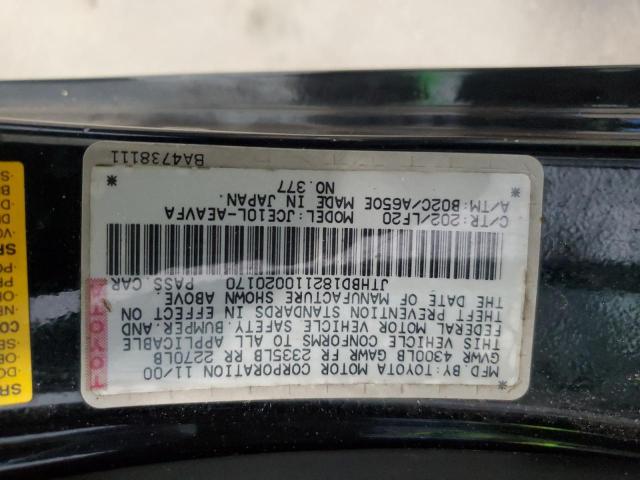 MFD. BY: TOYOTA MOTOR CORPORATION 11/00
GVWR 4300LB GAWR FR 2335LB RR 2270LB
THIS VEHICLE CONFORMS TO ALL APPLICABLE
FEDERAL MOTOR VEHICLE SAFETY, BUMPER, AND
THEFT PREVENTION STANDARDS IN EFFECT ON
THE DATE OF MANUFACTURE SHOWN ABOVE.
JTHBD182110020170 PASS. CAR
C/TR:202/LF20 MODEL:JCE10L-AEAVFA
A/TM:B02C/A650E MADE IN JAPAN.
NO.377
BA4738111
TOYOTA